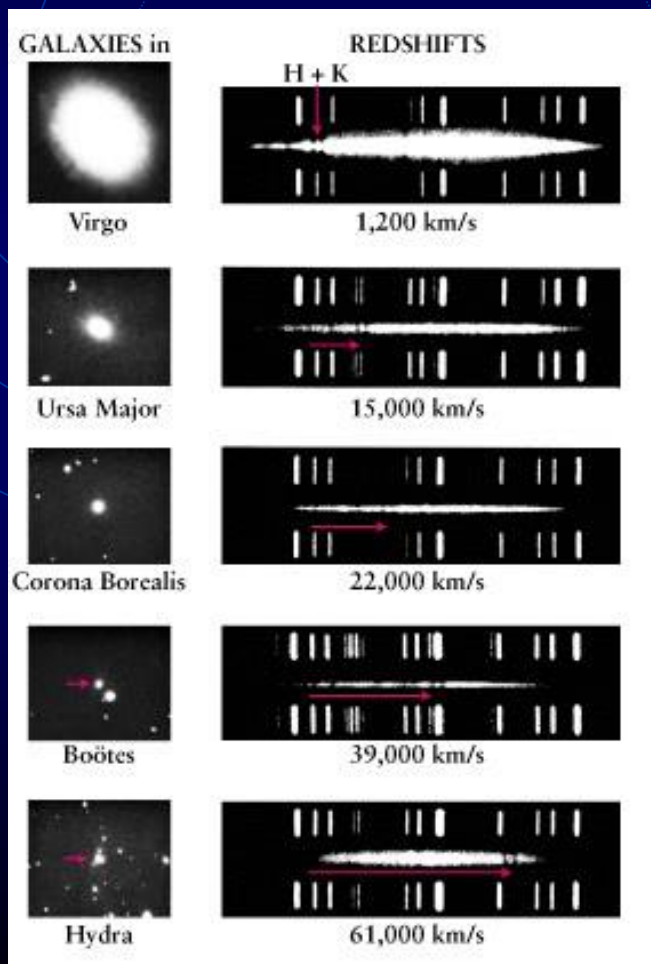 GALAXIES in REDSHIFTS
H + K
Virgo 1,200 km/s
Ursa Major 15,000 km/s
Corona Borealis 22,000 km/s
Boötes 39,000 km/s
Hydra 61,000 km/s